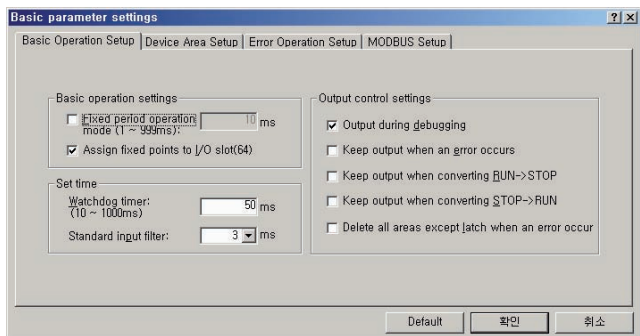 Basic parameter settings
Basic Operation Setup Device Area Setup Error Operation Setup MODBUS Setup
Basic operation settings
Fixed period operation mode (1 ~ 999ms): 10 ms
Assign fixed points to I/O slot(64)
Set time
Watchdog timer: (10 ~ 1000ms) 50 ms
Standard input filter: 3 ms
Output control settings
Output during debugging
Keep output when an error occurs
Keep output when converting RUN->STOP
Keep output when converting STOP->RUN
Delete all areas except latch when an error occur
Default 확인 취소